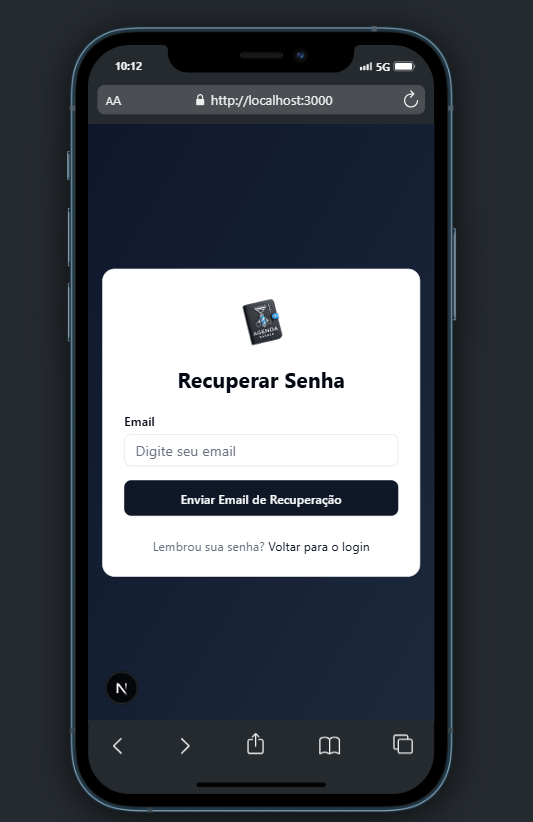 10:12
5G
AA http://localhost:3000
AGENDA
Recuperar Senha
Email
Digite seu email
Enviar Email de Recuperação
Lembrou sua senha? Voltar para o login
N